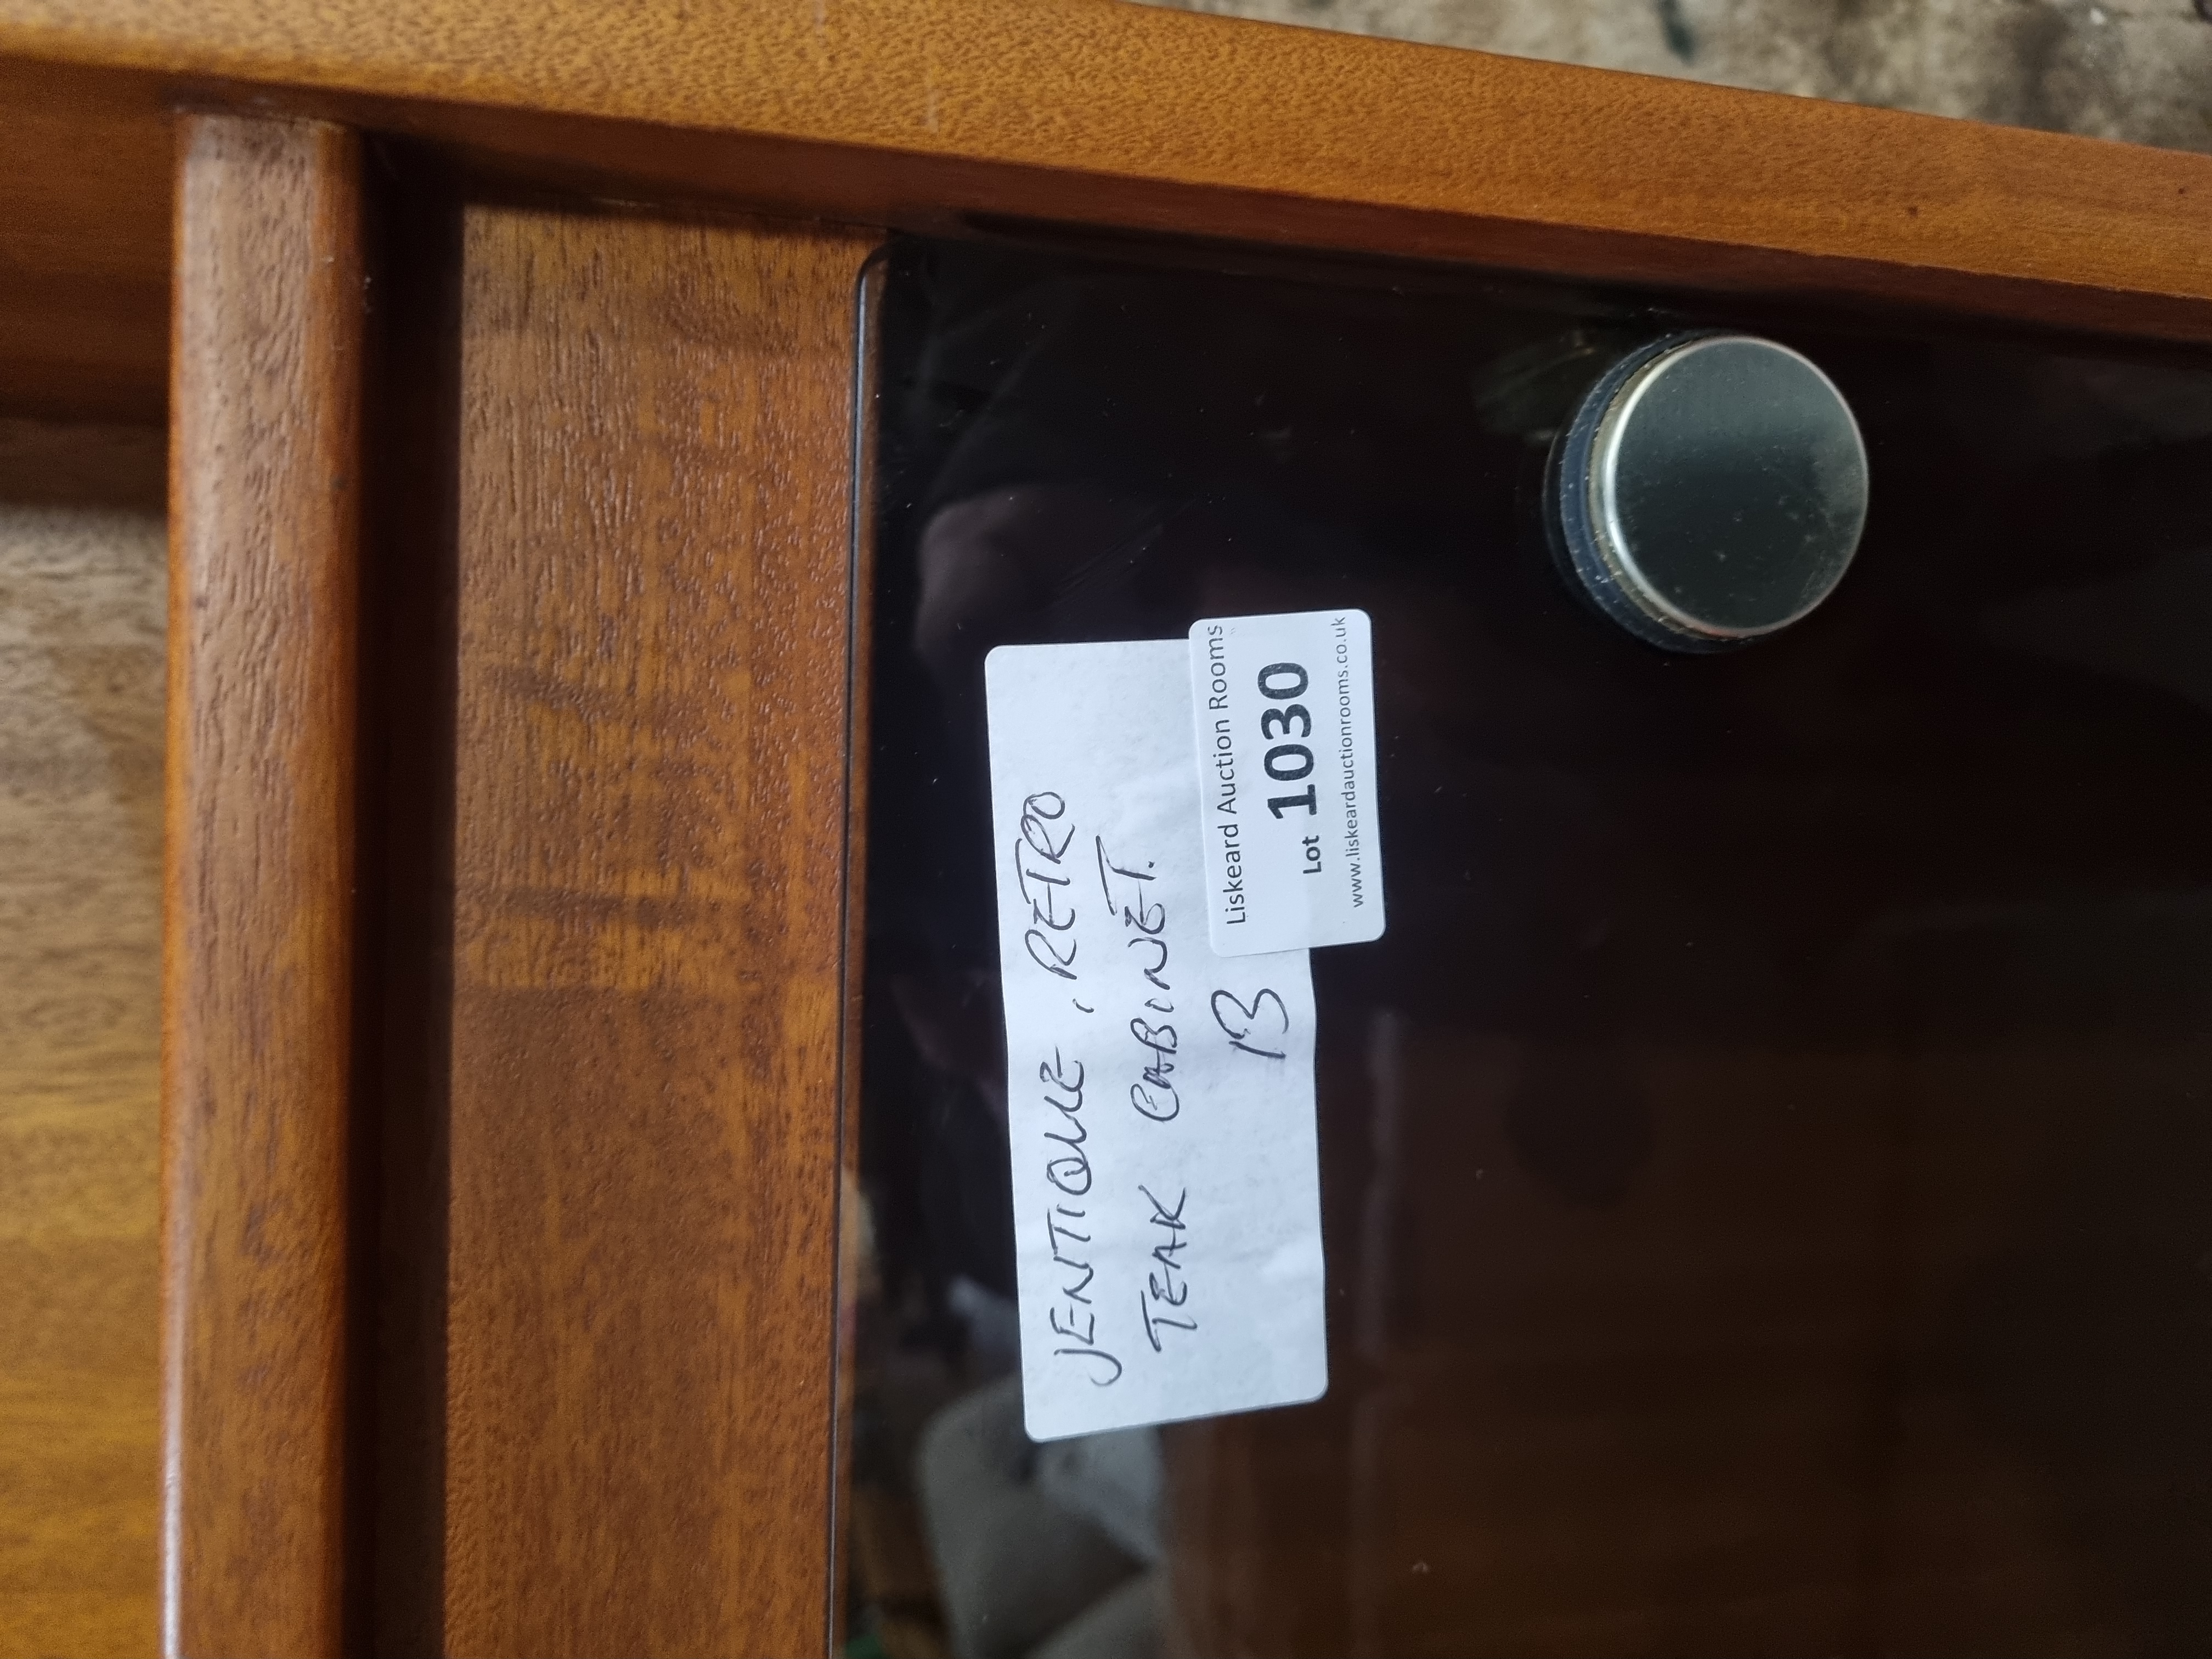 JENTIQUE, RETRO
TEAK CABINET.
13
Liskeard Auction Rooms
Lot 1030
www.liskeardauctionrooms.co.uk